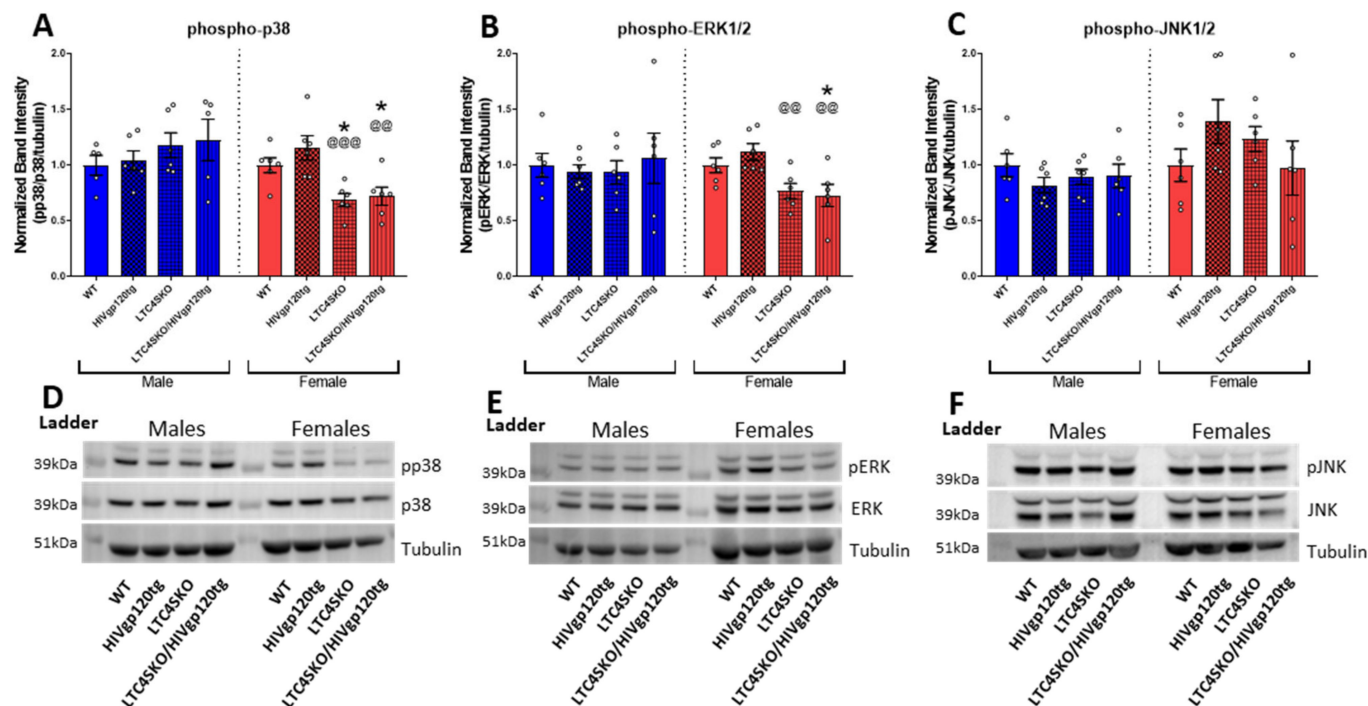 A
phospho-p38
Normalized Band Intensity
(pp38/p38/tubulin)
2.0
1.5
1.0
0.5
0.0
*
@@@
*
@@
WT
HIVgp120tg
LTC4SKO
LTC4SKO/HIVgp120tg
WT
HIVgp120tg
LTC4SKO
LTC4SKO/HIVgp120tg
Male
Female
B
phospho-ERK1/2
Normalized Band Intensity
(pERK/ERK/tubulin)
2.0
1.5
1.0
0.5
0.0
@@
*
@@
WT
HIVgp120tg
LTC4SKO
LTC4SKO/HIVgp120tg
WT
HIVgp120tg
LTC4SKO
LTC4SKO/HIVgp120tg
Male
Female
C
phospho-JNK1/2
Normalized Band Intensity
(pJNK/JNK/tubulin)
2.0
1.5
1.0
0.5
0.0
WT
HIVgp120tg
LTC4SKO
LTC4SKO/HIVgp120tg
WT
HIVgp120tg
LTC4SKO
LTC4SKO/HIVgp120tg
Male
Female
D
Ladder
Males
Females
39kDa
pp38
39kDa
p38
51kDa
Tubulin
WT
HIVgp120tg
LTC4SKO
LTC4SKO/HIVgp120tg
WT
HIVgp120tg
LTC4SKO
LTC4SKO/HIVgp120tg
E
Ladder
Males
Females
39kDa
pERK
39kDa
ERK
51kDa
Tubulin
WT
HIVgp120tg
LTC4SKO
LTC4SKO/HIVgp120tg
WT
HIVgp120tg
LTC4SKO
LTC4SKO/HIVgp120tg
F
Ladder
Males
Females
39kDa
pJNK
39kDa
JNK
51kDa
Tubulin
WT
HIVgp120tg
LTC4SKO
LTC4SKO/HIVgp120tg
WT
HIVgp120tg
LTC4SKO
LTC4SKO/HIVgp120tg